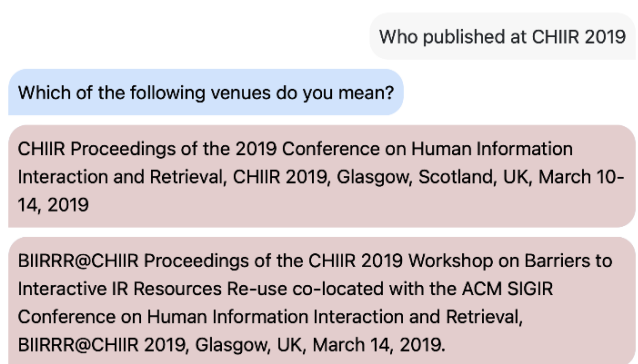 Who published at CHIIR 2019
Which of the following venues do you mean?
CHIIR Proceedings of the 2019 Conference on Human Information
Interaction and Retrieval, CHIIR 2019, Glasgow, Scotland, UK, March 10-
14, 2019
BIIRRR@CHIIR Proceedings of the CHIIR 2019 Workshop on Barriers to
Interactive IR Resources Re-use co-located with the ACM SIGIR
Conference on Human Information Interaction and Retrieval,
BIIRRR@CHIIR 2019, Glasgow, UK, March 14, 2019.